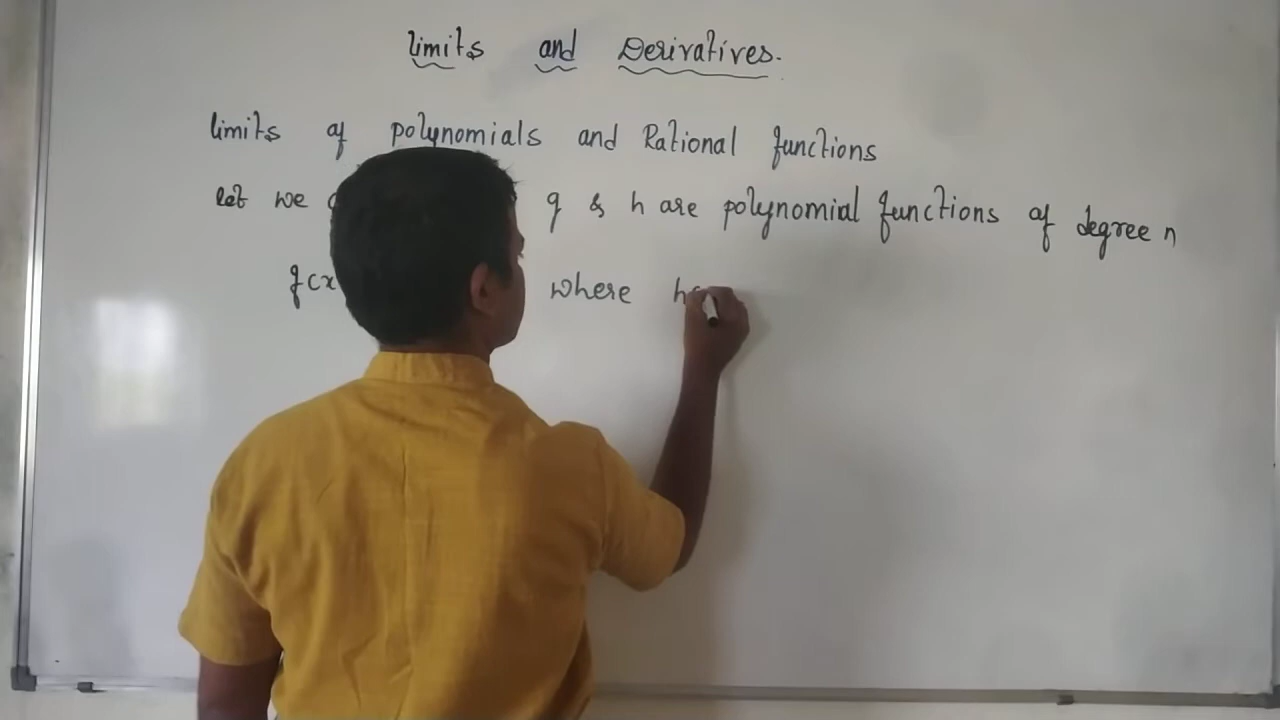 Limits and Derivatives.
limits of polynomials and Rational functions
let we g & h are polynomial functions of degree n
f(x where h